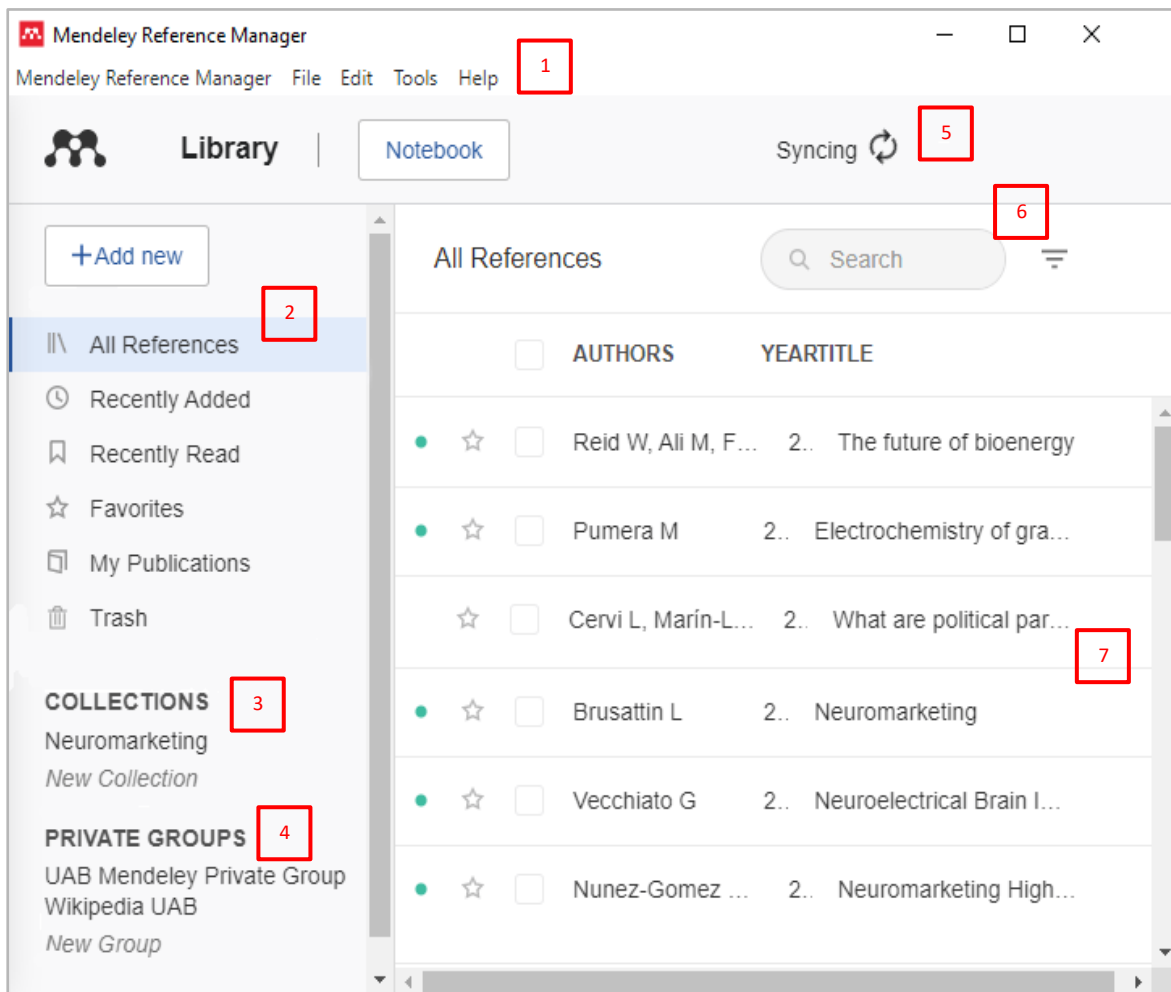 Mendeley Reference Manager
Mendeley Reference Manager File Edit Tools Help
1
Library | Notebook
Syncing
5
6
+Add new
2
All References
Recently Added
Recently Read
Favorites
My Publications
Trash
COLLECTIONS
3
Neuromarketing
New Collection
PRIVATE GROUPS
4
UAB Mendeley Private Group
Wikipedia UAB
New Group
All References
Search
AUTHORS YEARTITLE
Reid W, Ali M, F... 2.. The future of bioenergy
Pumera M 2.. Electrochemistry of gra...
Cervi L, Marín-L... 2.. What are political par...
7
Brusattin L 2.. Neuromarketing
Vecchiato G 2.. Neuroelectrical Brain I...
Nunez-Gomez ... 2.. Neuromarketing High...